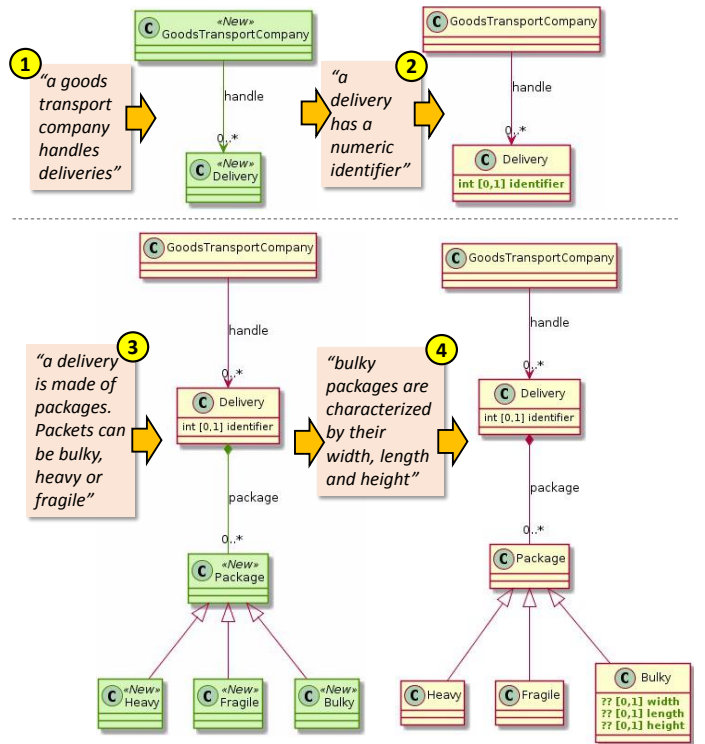 1
“a goods
transport
company
handles
deliveries”
C
«New»
GoodsTransportCompany
handle
0..*
C
«New»
Delivery
2
“a
delivery
has a
numeric
identifier”
C
GoodsTransportCompany
handle
0..*
C
Delivery
int [0,1] identifier
3
“a delivery
is made of
packages.
Packets can
be bulky,
heavy or
fragile”
C
GoodsTransportCompany
handle
0..*
C
Delivery
int [0,1] identifier
package
0..*
C
«New»
Package
C
«New»
Heavy
C
«New»
Fragile
C
«New»
Bulky
4
“bulky
packages are
characterized
by their
width, length
and height”
C
GoodsTransportCompany
handle
0..*
C
Delivery
int [0,1] identifier
package
0..*
C
Package
C
Heavy
C
Fragile
C
Bulky
?? [0,1] width
?? [0,1] length
?? [0,1] height